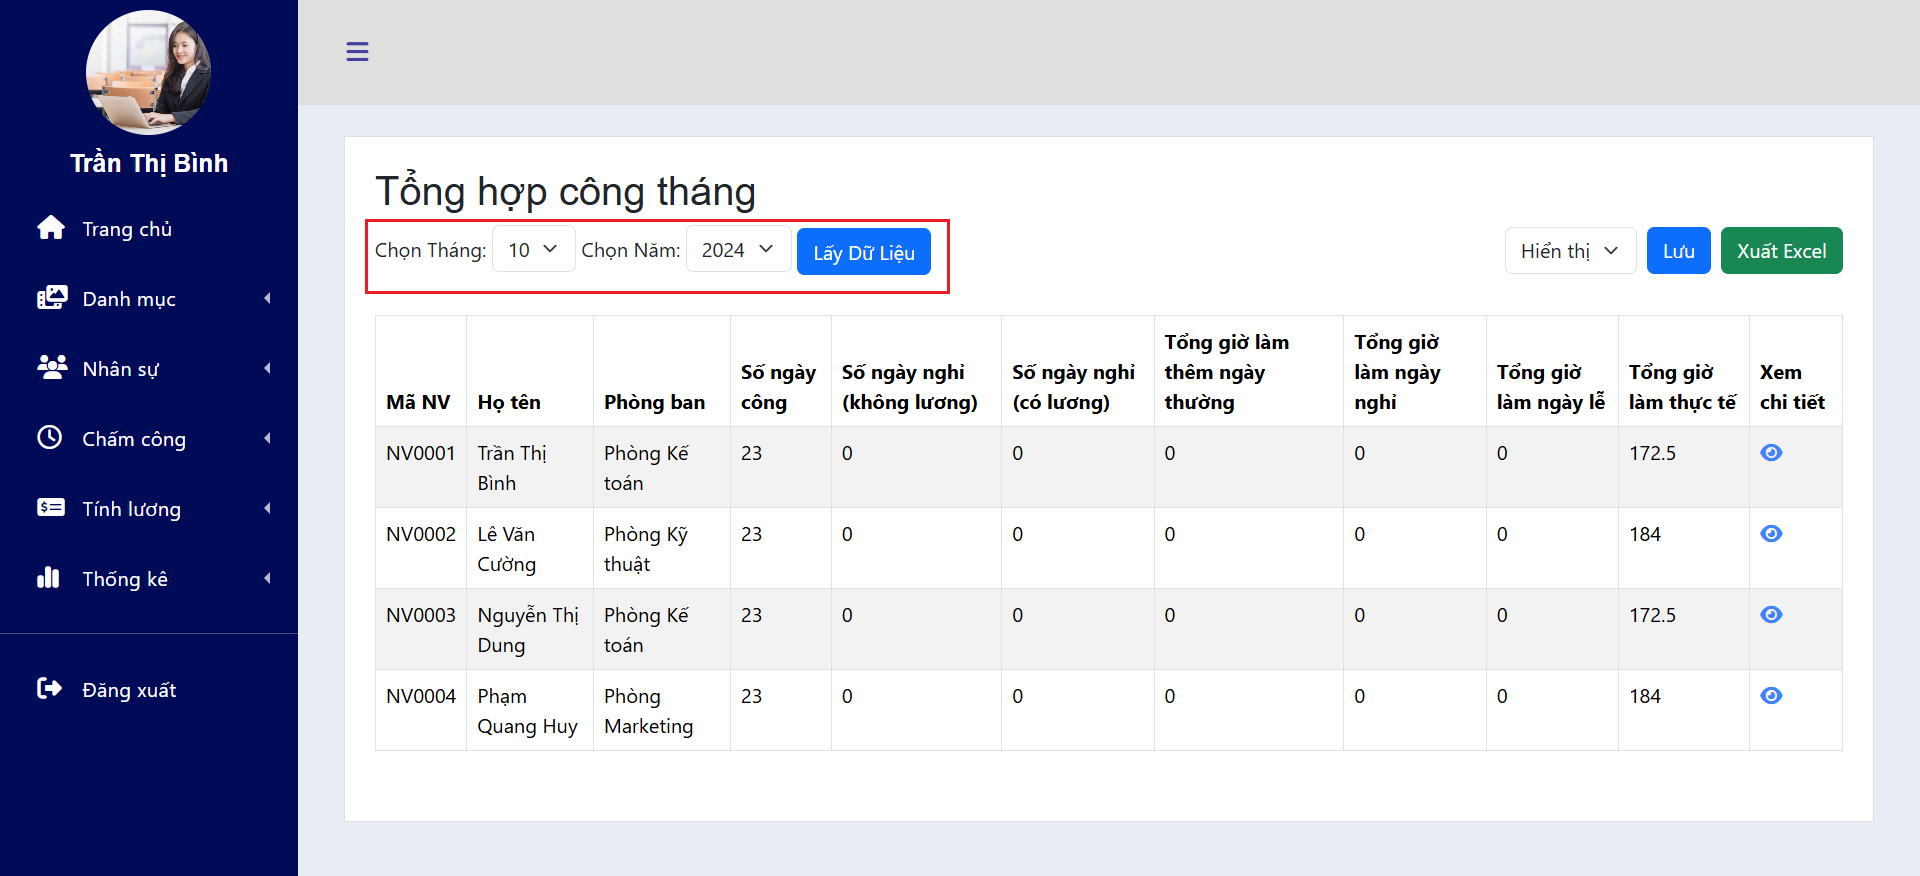 Trần Thị Bình
Trang chủ
Danh mục
Nhân sự
Chấm công
Tính lương
Thống kê
Đăng xuất
Tổng hợp công tháng
Chọn Tháng: 10 Chọn Năm: 2024 Lấy Dữ Liệu
Hiển thị Lưu Xuất Excel
Mã NV
Họ tên
Phòng ban
Số ngày
công
Số ngày nghỉ
(không lương)
Số ngày nghỉ
(có lương)
Tổng giờ làm
thêm ngày
thường
Tổng giờ
làm ngày
nghỉ
Tổng giờ
làm ngày lễ
Tổng giờ
làm thực tế
Xem
chi tiết
NV0001 Trần Thị Phòng Kế 23 0 0 0 0 0 172.5
Bình toán
NV0002 Lê Văn Phòng Kỹ 23 0 0 0 0 0 184
Cường thuật
NV0003 Nguyễn Thị Phòng Kế 23 0 0 0 0 0 172.5
Dung toán
NV0004 Phạm Phòng 23 0 0 0 0 0 184
Quang Huy Marketing